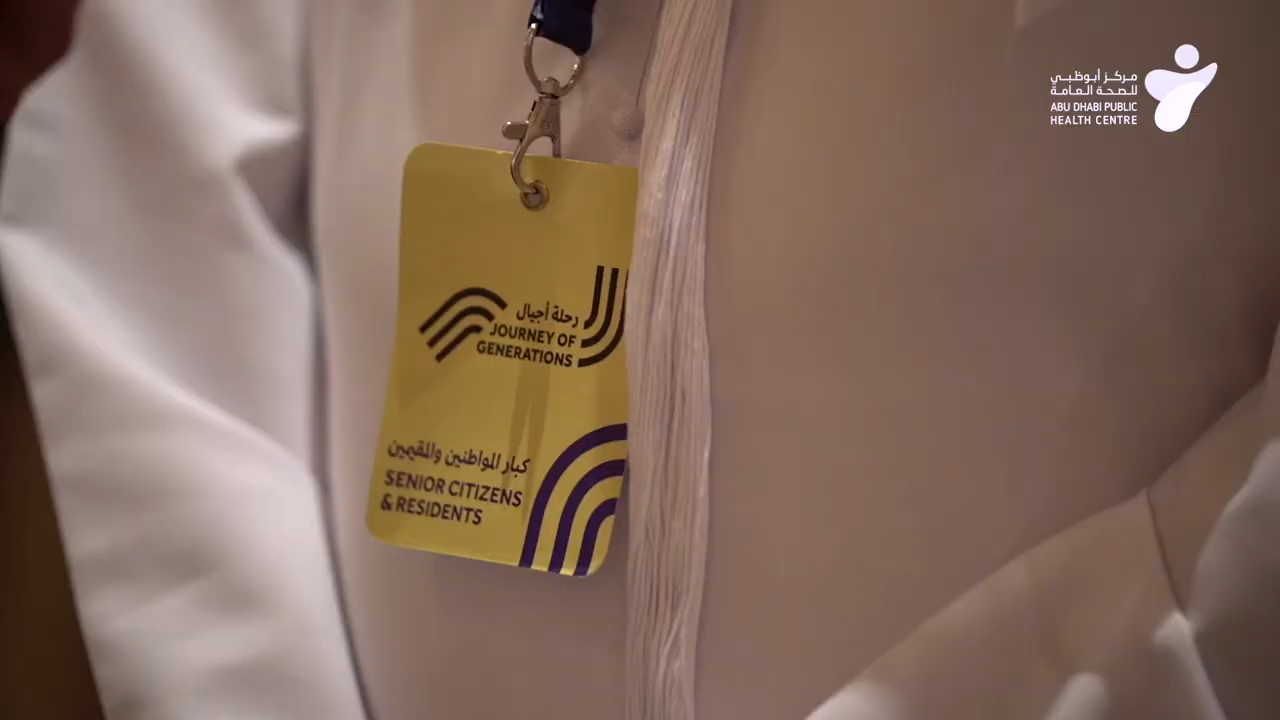 مركز أبوظبي
للصحة العامة
ABU DHABI PUBLIC
HEALTH CENTRE
رحلة أجيال
JOURNEY OF
GENERATIONS
كبار المواطنين والمقيمين
SENIOR CITIZENS
& RESIDENTS